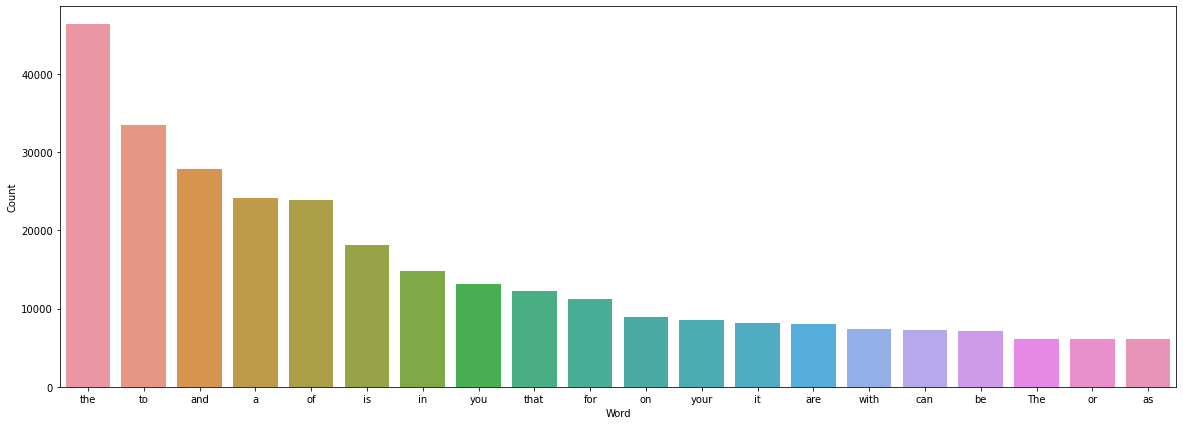 40000
30000
20000
10000
0
Count
the to and a of is in you that for on your it are with can be The or as
Word